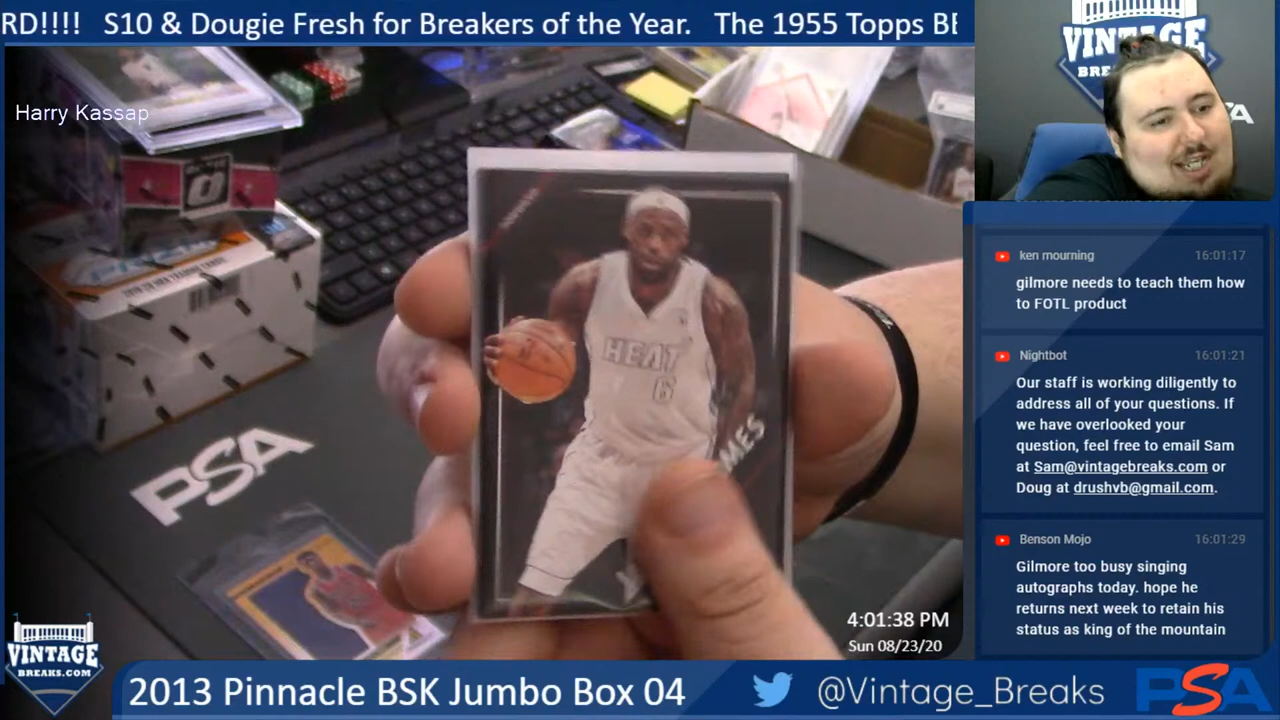 RD!!!! S10 & Dougie Fresh for Breakers of the Year. The 1955 Topps BE
Harry Kassap
VINTAGE
BRE
HEAT
6
MES
PSA
ken mourning 16:01:17
gilmore needs to teach them how
to FOTL product
Nightbot 16:01:21
Our staff is working diligently to
address all of your questions. If
we have overlooked your
question, feel free to email Sam
at Sam@vintagebreaks.com or
Doug at drushvb@gmail.com.
Benson Mojo 16:01:29
Gilmore too busy singing
autographs today. hope he
returns next week to retain his
status as king of the mountain
4:01:38 PM
Sun 08/23/20
VINTAGE
BREAKS.COM
2013 Pinnacle BSK Jumbo Box 04
@Vintage_Breaks
PSA